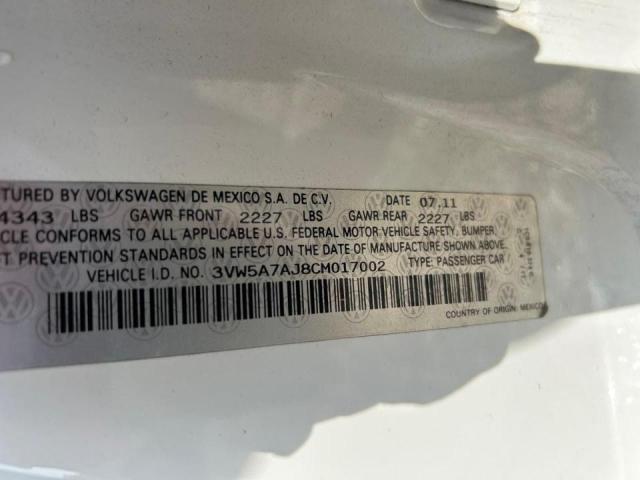 TURED BY VOLKSWAGEN DE MEXICO S.A. DE C.V. DATE 07.11
4343 LBS GAWR FRONT 2227 LBS GAWR REAR 2227 LBS
CLE CONFORMS TO ALL APPLICABLE U.S. FEDERAL MOTOR VEHICLE SAFETY, BUMPER,
FT PREVENTION STANDARDS IN EFFECT ON THE DATE OF MANUFACTURE SHOWN ABOVE
VEHICLE I.D. NO. 3VW5A7AJ8CM017002 TYPE: PASSENGER CAR
COUNTRY OF ORIGIN: MEXICO